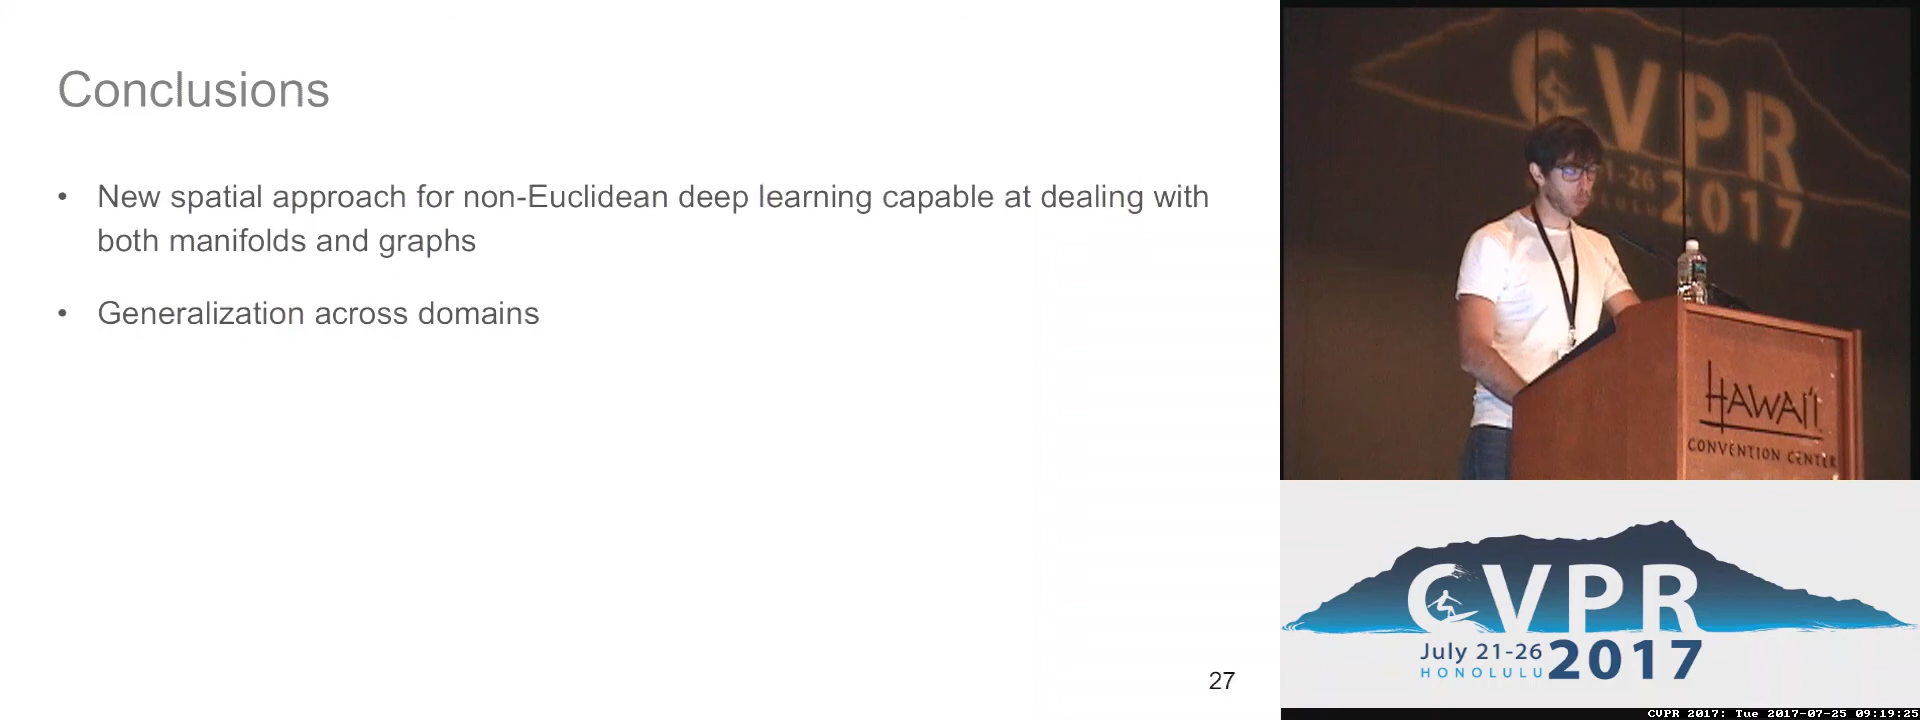 Conclusions
• New spatial approach for non-Euclidean deep learning capable at dealing with
both manifolds and graphs
• Generalization across domains
27
CVPR
1-26
2017
HAWAI'I
CONVENTION CENTER
CVPR
July 21-26
HONOLULU
2017
CVPR 2017: Tue 2017-07-25 09:19:25